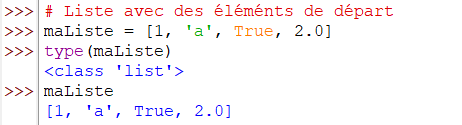 >>> # Liste avec des éléménts de départ
>>> maListe = [1, 'a', True, 2.0]
>>> type(maListe)
<class 'list'>
>>> maListe
[1, 'a', True, 2.0]